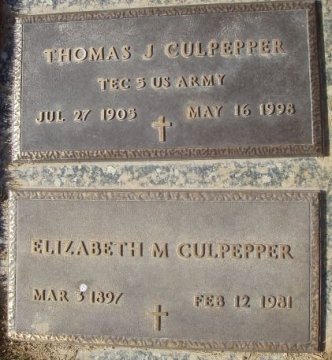 THOMAS J CULPEPPER
TEC 5 US ARMY
JUL 27 1905 MAY 16 1998
ELIZABETH M CULPEPPER
MAR 3 1897 FEB 12 1981